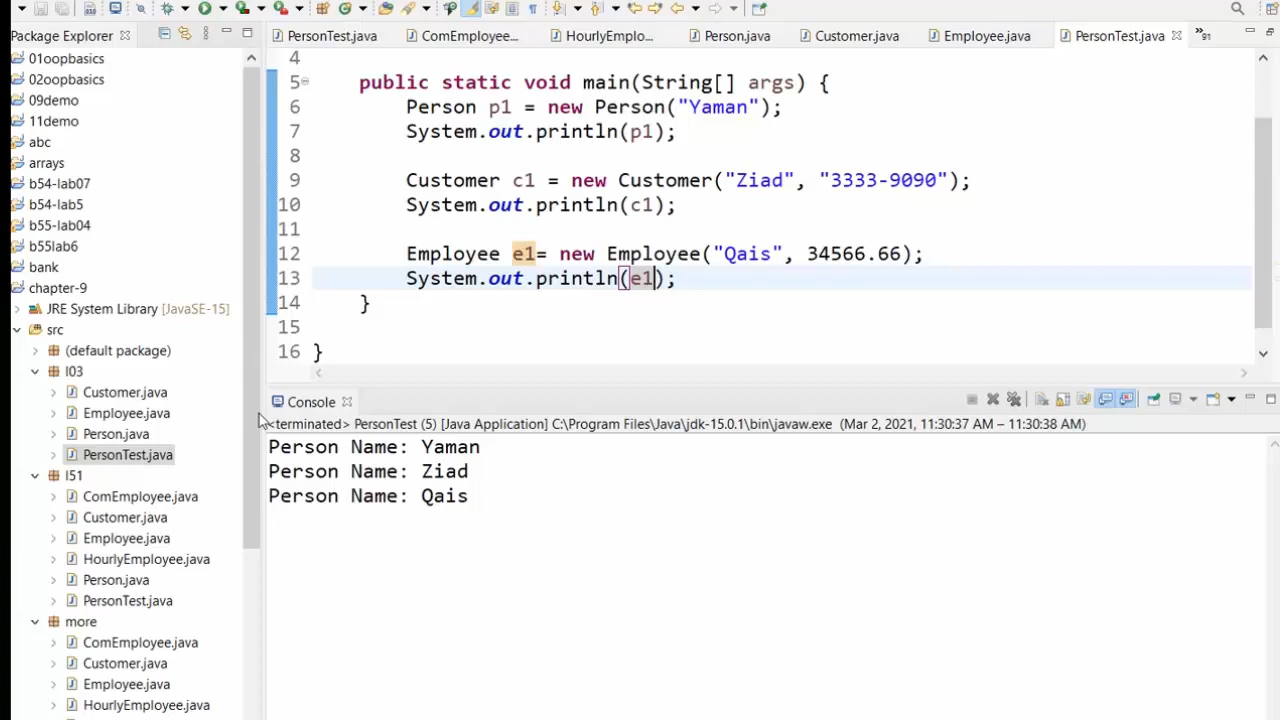 Package Explorer
PersonTest.java
ComEmployee...
HourlyEmplo...
Person.java
Customer.java
Employee.java
PersonTest.java
»91
01oopbasics
02oopbasics
09demo
11demo
abc
arrays
b54-lab07
b54-lab5
b55-lab04
b55lab6
bank
chapter-9
JRE System Library [JavaSE-15]
src
(default package)
l03
Customer.java
Employee.java
Person.java
PersonTest.java
l51
ComEmployee.java
Customer.java
Employee.java
HourlyEmployee.java
Person.java
PersonTest.java
more
ComEmployee.java
Customer.java
Employee.java
HourlyEmployee.java
4
5 public static void main(String[] args) {
6 Person p1 = new Person("Yaman");
7 System.out.println(p1);
8
9 Customer c1 = new Customer("Ziad", "3333-9090");
10 System.out.println(c1);
11
12 Employee e1= new Employee("Qais", 34566.66);
13 System.out.println(e1);
14 }
15
16 }
Console
<terminated> PersonTest (5) [Java Application] C:\Program Files\Java\jdk-15.0.1\bin\javaw.exe (Mar 2, 2021, 11:30:37 AM – 11:30:38 AM)
Person Name: Yaman
Person Name: Ziad
Person Name: Qais